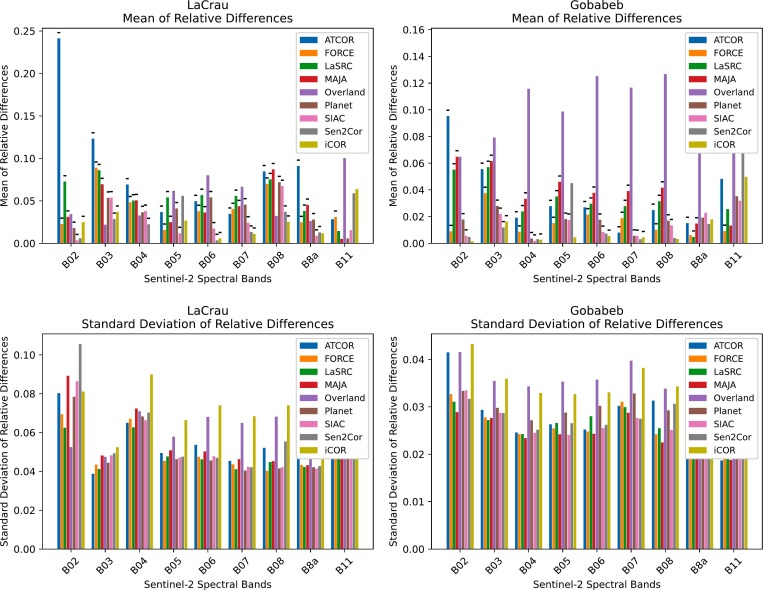 LaCrau
Mean of Relative Differences
Mean of Relative Differences
0.25
0.20
0.15
0.10
0.05
0.00
ATCOR
FORCE
LaSRC
MAJA
Overland
Planet
SIAC
Sen2Cor
iCOR
B02
B03
B04
B05
B06
B07
B08
B8a
B11
Sentinel-2 Spectral Bands
Gobabeb
Mean of Relative Differences
Mean of Relative Differences
0.16
0.14
0.12
0.10
0.08
0.06
0.04
0.02
0.00
ATCOR
FORCE
LaSRC
MAJA
Overland
Planet
SIAC
Sen2Cor
iCOR
B02
B03
B04
B05
B06
B07
B08
B8a
B11
Sentinel-2 Spectral Bands
LaCrau
Standard Deviation of Relative Differences
Standard Deviation of Relative Differences
0.10
0.08
0.06
0.04
0.02
0.00
ATCOR
FORCE
LaSRC
MAJA
Overland
Planet
SIAC
Sen2Cor
iCOR
B02
B03
B04
B05
B06
B07
B08
B8a
B11
Sentinel-2 Spectral Bands
Gobabeb
Standard Deviation of Relative Differences
Standard Deviation of Relative Differences
0.04
0.03
0.02
0.01
0.00
ATCOR
FORCE
LaSRC
MAJA
Overland
Planet
SIAC
Sen2Cor
iCOR
B02
B03
B04
B05
B06
B07
B08
B8a
B11
Sentinel-2 Spectral Bands